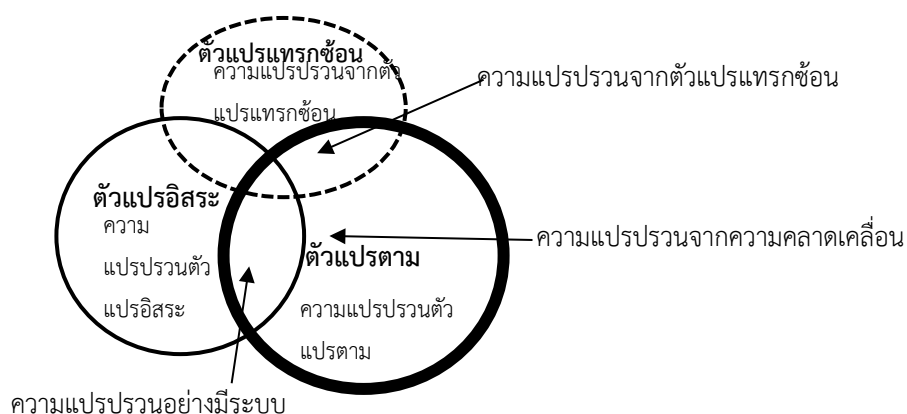 ตัวแปรแทรกซ้อน
ความแปรปรวนจากตัว
แปรแทรกซ้อน
ความแปรปรวนจากตัวแปรแทรกซ้อน
ตัวแปรอิสระ
ความ
แปรปรวนตัว
แปรอิสระ
ความแปรปรวนจากความคลาดเคลื่อน
ตัวแปรตาม
ความแปรปรวนตัว
แปรตาม
ความแปรปรวนอย่างมีระบบ